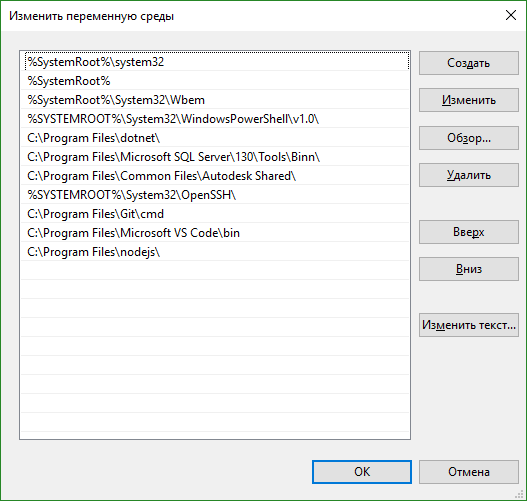 Изменить переменную среды
%SystemRoot%\system32
%SystemRoot%
%SystemRoot%\System32\Wbem
%SYSTEMROOT%\System32\WindowsPowerShell\v1.0\
C:\Program Files\dotnet\
C:\Program Files\Microsoft SQL Server\130\Tools\Binn\
C:\Program Files\Common Files\Autodesk Shared\
%SYSTEMROOT%\System32\OpenSSH\
C:\Program Files\Git\cmd
C:\Program Files\Microsoft VS Code\bin
C:\Program Files\nodejs\
Создать
Изменить
Обзор...
Удалить
Вверх
Вниз
Изменить текст...
ОК
Отмена